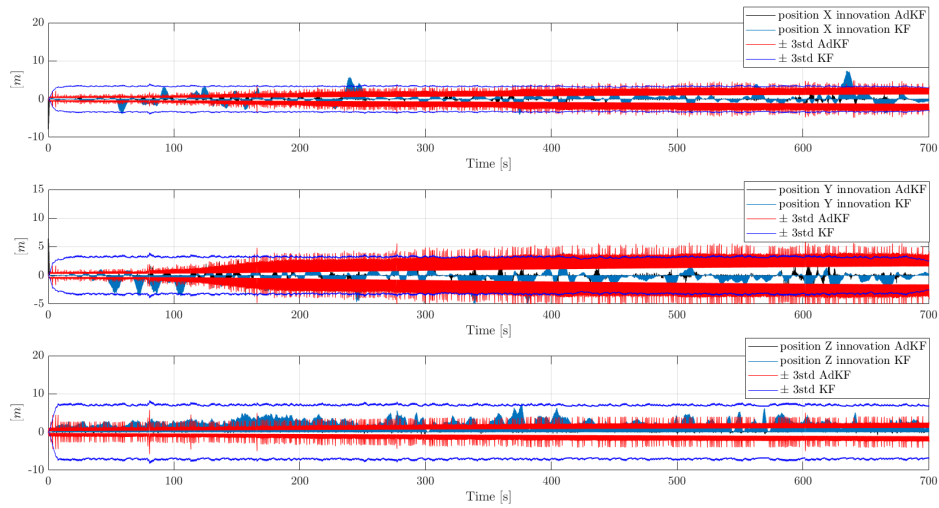 20
10
0
-10
[m]
position X innovation AdKF
position X innovation KF
± 3std AdKF
± 3std KF
0 100 200 300 400 500 600 700
Time [s]
15
10
5
0
-5
[m]
position Y innovation AdKF
position Y innovation KF
± 3std AdKF
± 3std KF
0 100 200 300 400 500 600 700
Time [s]
20
10
0
-10
[m]
position Z innovation AdKF
position Z innovation KF
± 3std AdKF
± 3std KF
0 100 200 300 400 500 600 700
Time [s]